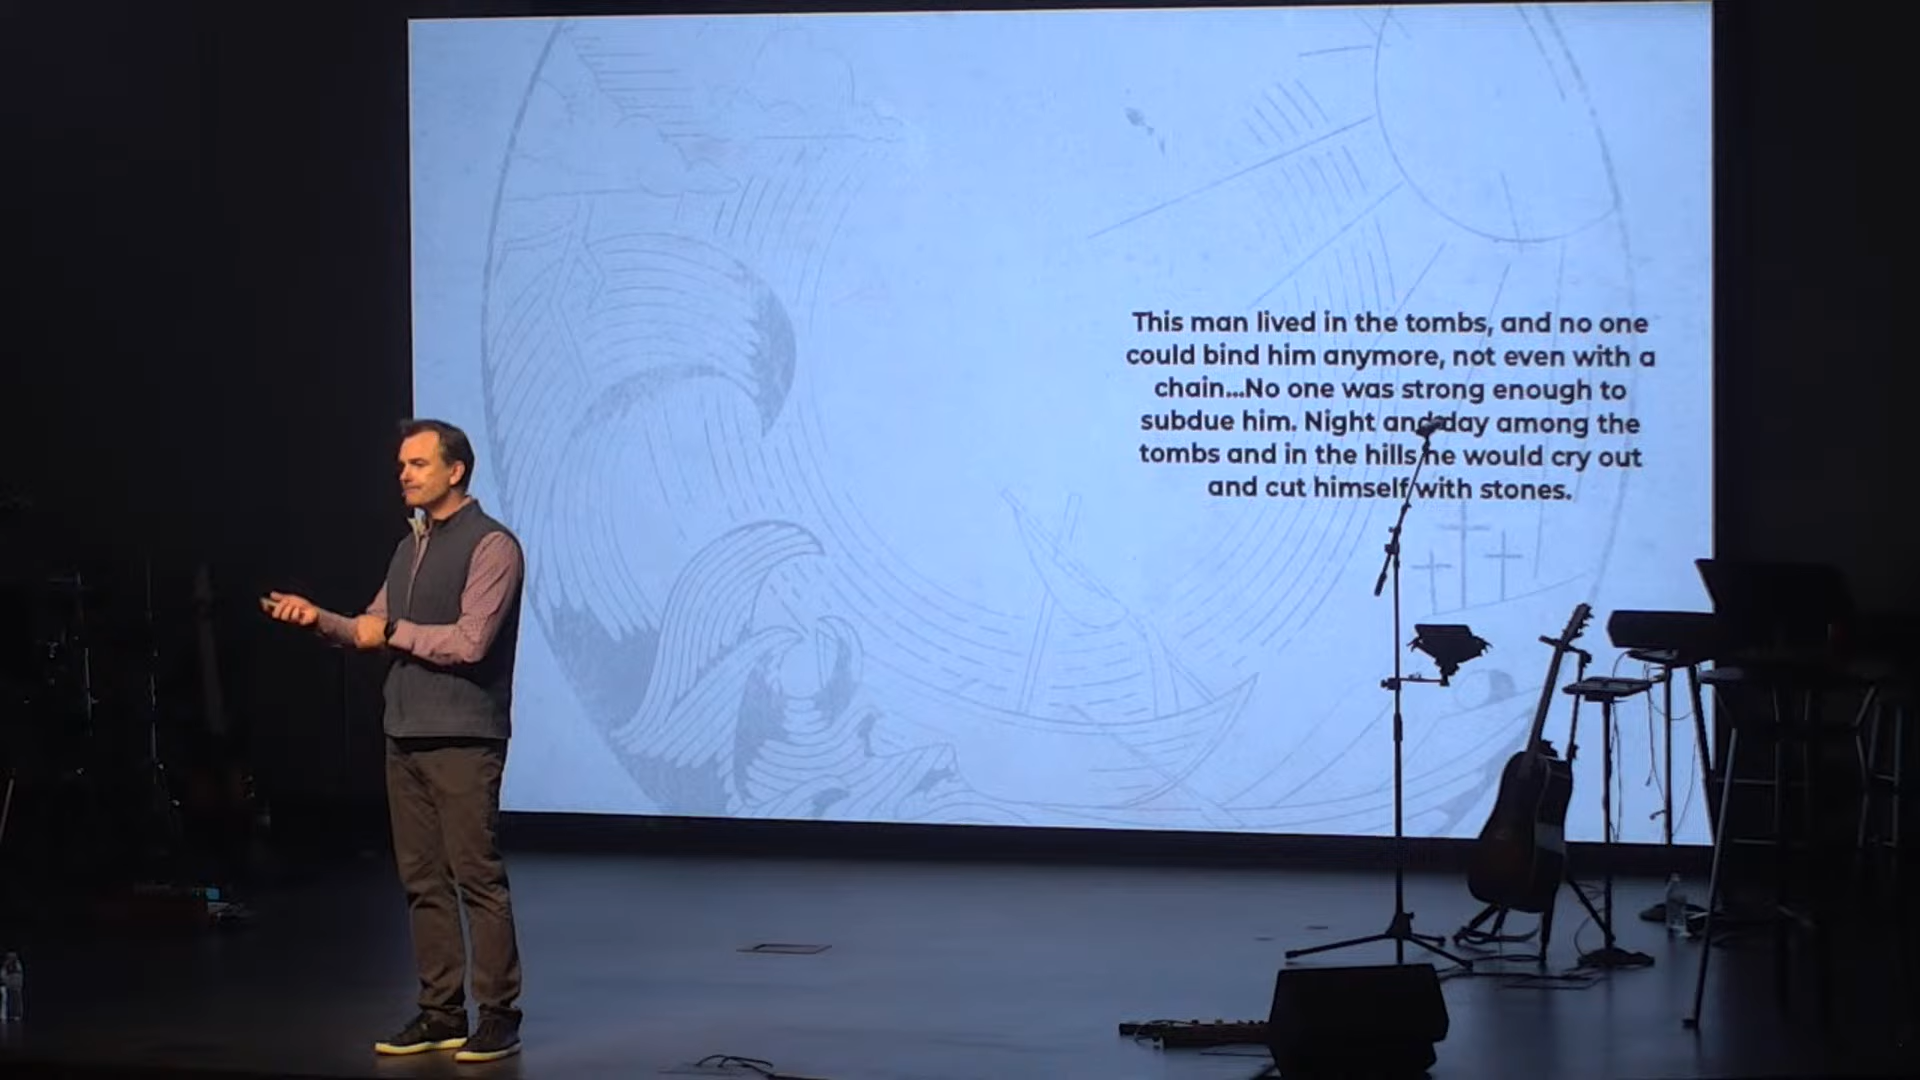 This man lived in the tombs, and no one
could bind him anymore, not even with a
chain...No one was strong enough to
subdue him. Night and day among the
tombs and in the hills he would cry out
and cut himself with stones.